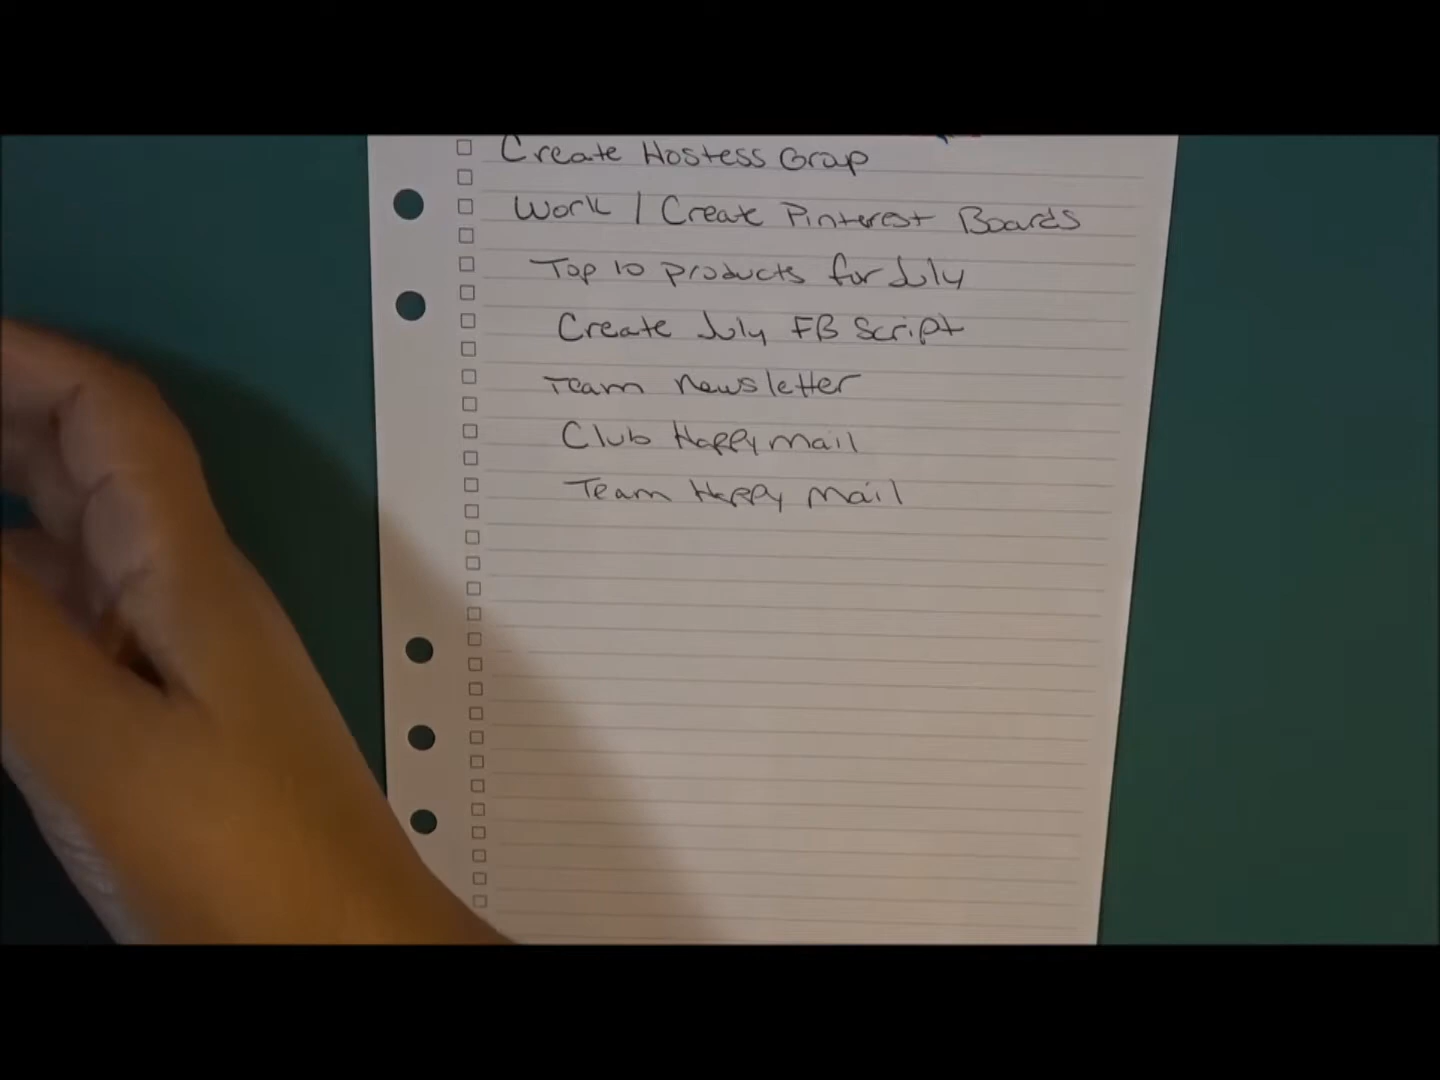 Create Hostess Group
Work / Create Pinterest Boards
Top 10 products for July
Create July FB Script
Team Newsletter
Club Happy mail
Team Happy Mail